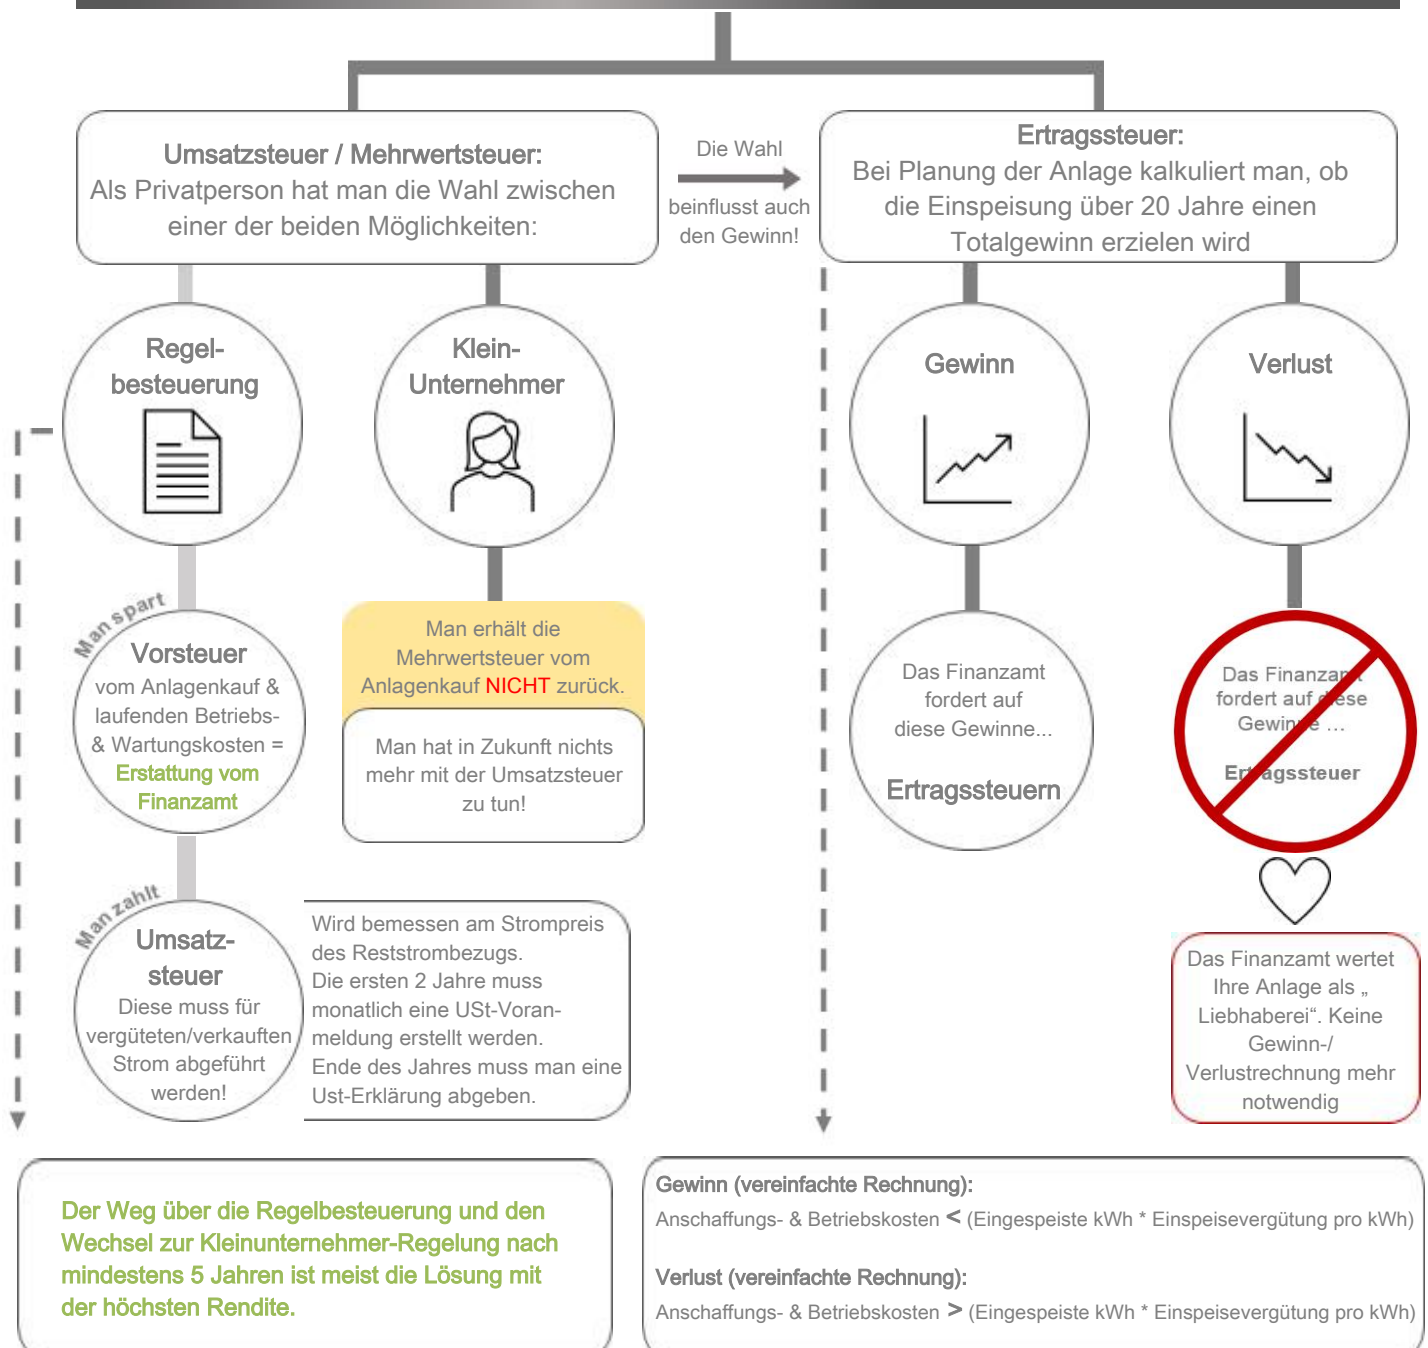 Umsatzsteuer / Mehrwertsteuer:
Als Privatperson hat man die Wahl zwischen
einer der beiden Möglichkeiten:
Die Wahl
beinflusst auch
den Gewinn!
Ertragssteuer:
Bei Planung der Anlage kalkuliert man, ob
die Einspeisung über 20 Jahre einen
Totalgewinn erzielen wird
Regel-
besteuerung
Klein-
Unternehmer
Gewinn
Verlust
Man spart
Vorsteuer
vom Anlagenkauf &
laufenden Betriebs-
& Wartungskosten =
Erstattung vom
Finanzamt
Man erhält die
Mehrwertsteuer vom
Anlagenkauf NICHT zurück.
Man hat in Zukunft nichts
mehr mit der Umsatzsteuer
zu tun!
Das Finanzamt
fordert auf
diese Gewinne...
Ertragssteuern
Das Finanzamt
fordert auf diese
Gewinne ...
Ertragssteuer
Man zahlt
Umsatz-
steuer
Diese muss für
vergüteten/verkauften
Strom abgeführt
werden!
Wird bemessen am Strompreis
des Reststrombezugs.
Die ersten 2 Jahre muss
monatlich eine USt-Voran-
meldung erstellt werden.
Ende des Jahres muss man eine
Ust-Erklärung abgeben.
Das Finanzamt wertet
Ihre Anlage als „
Liebhaberei“. Keine
Gewinn-/
Verlustrechnung mehr
notwendig
Der Weg über die Regelbesteuerung und den
Wechsel zur Kleinunternehmer-Regelung nach
mindestens 5 Jahren ist meist die Lösung mit
der höchsten Rendite.
Gewinn (vereinfachte Rechnung):
Anschaffungs- & Betriebskosten < (Eingespeiste kWh * Einspeisevergütung pro kWh)
Verlust (vereinfachte Rechnung):
Anschaffungs- & Betriebskosten > (Eingespeiste kWh * Einspeisevergütung pro kWh)